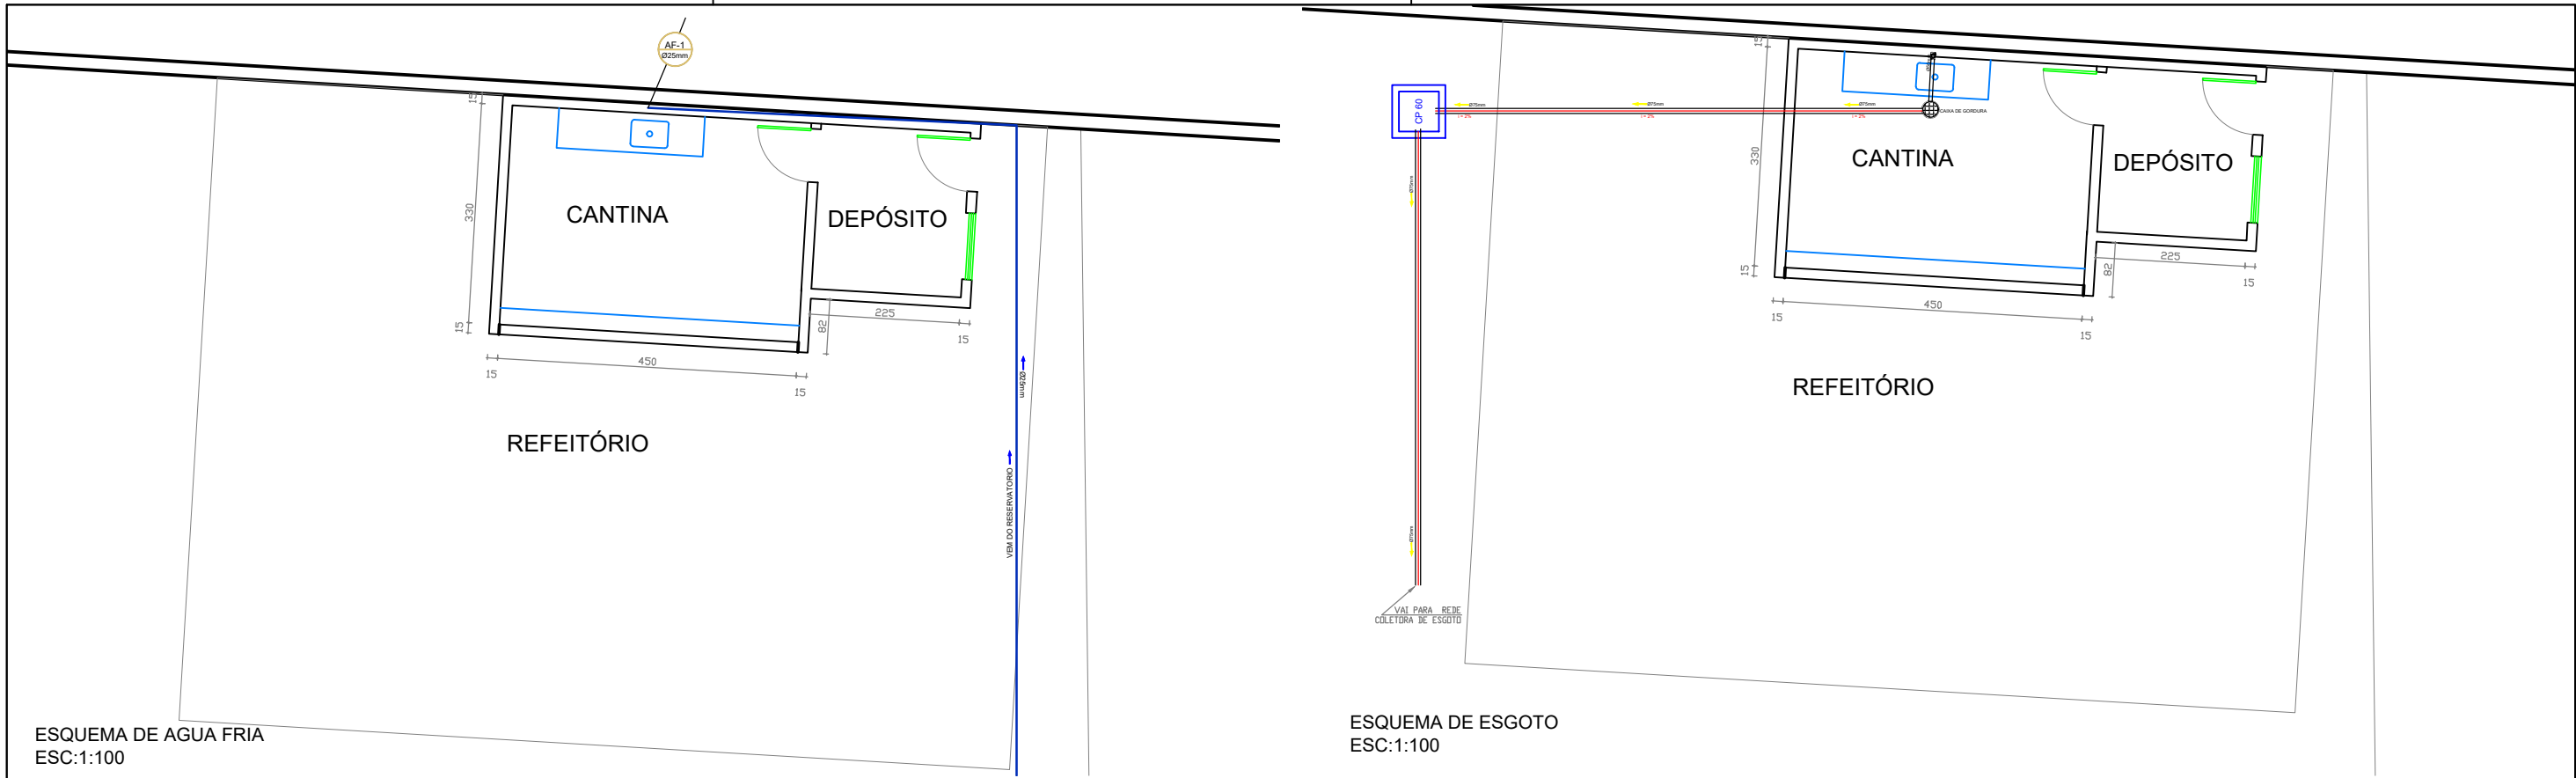 AF-1
Ø25mm
15
330
15
CANTINA
DEPÓSITO
82
225
15
450
15
15
Ø25mm
REFEITÓRIO
VEM DO RESERVATORIO
ESQUEMA DE AGUA FRIA
ESC:1:100
15
CP 60
Ø75mm
Ø75mm
Ø75mm
CAIXA DE GORDURA
330
CANTINA
DEPÓSITO
Ø75mm
15
82
225
15
450
15
15
REFEITÓRIO
Ø75mm
VAI PARA REDE
COLETORA DE ESGOTO
ESQUEMA DE ESGOTO
ESC:1:100